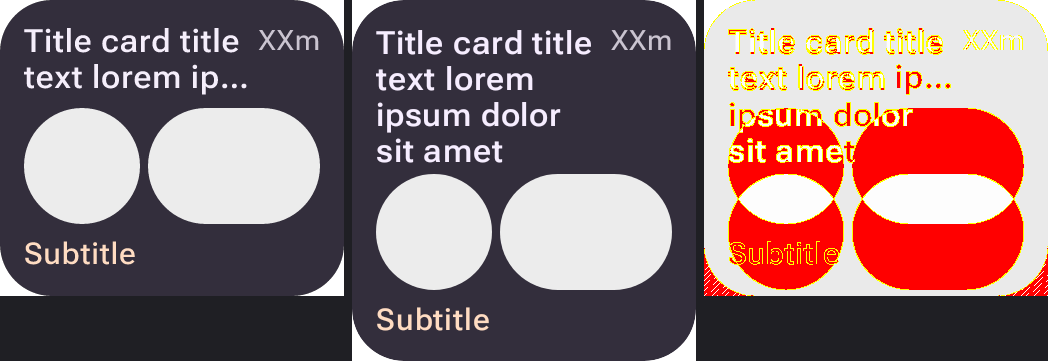 Title card title XXm
text lorem ip...
Subtitle
Title card title XXm
text lorem
ipsum dolor
sit amet
Subtitle
Title card title XXm
text lorem ip...
ipsum dolor
sit amet
Subtitle